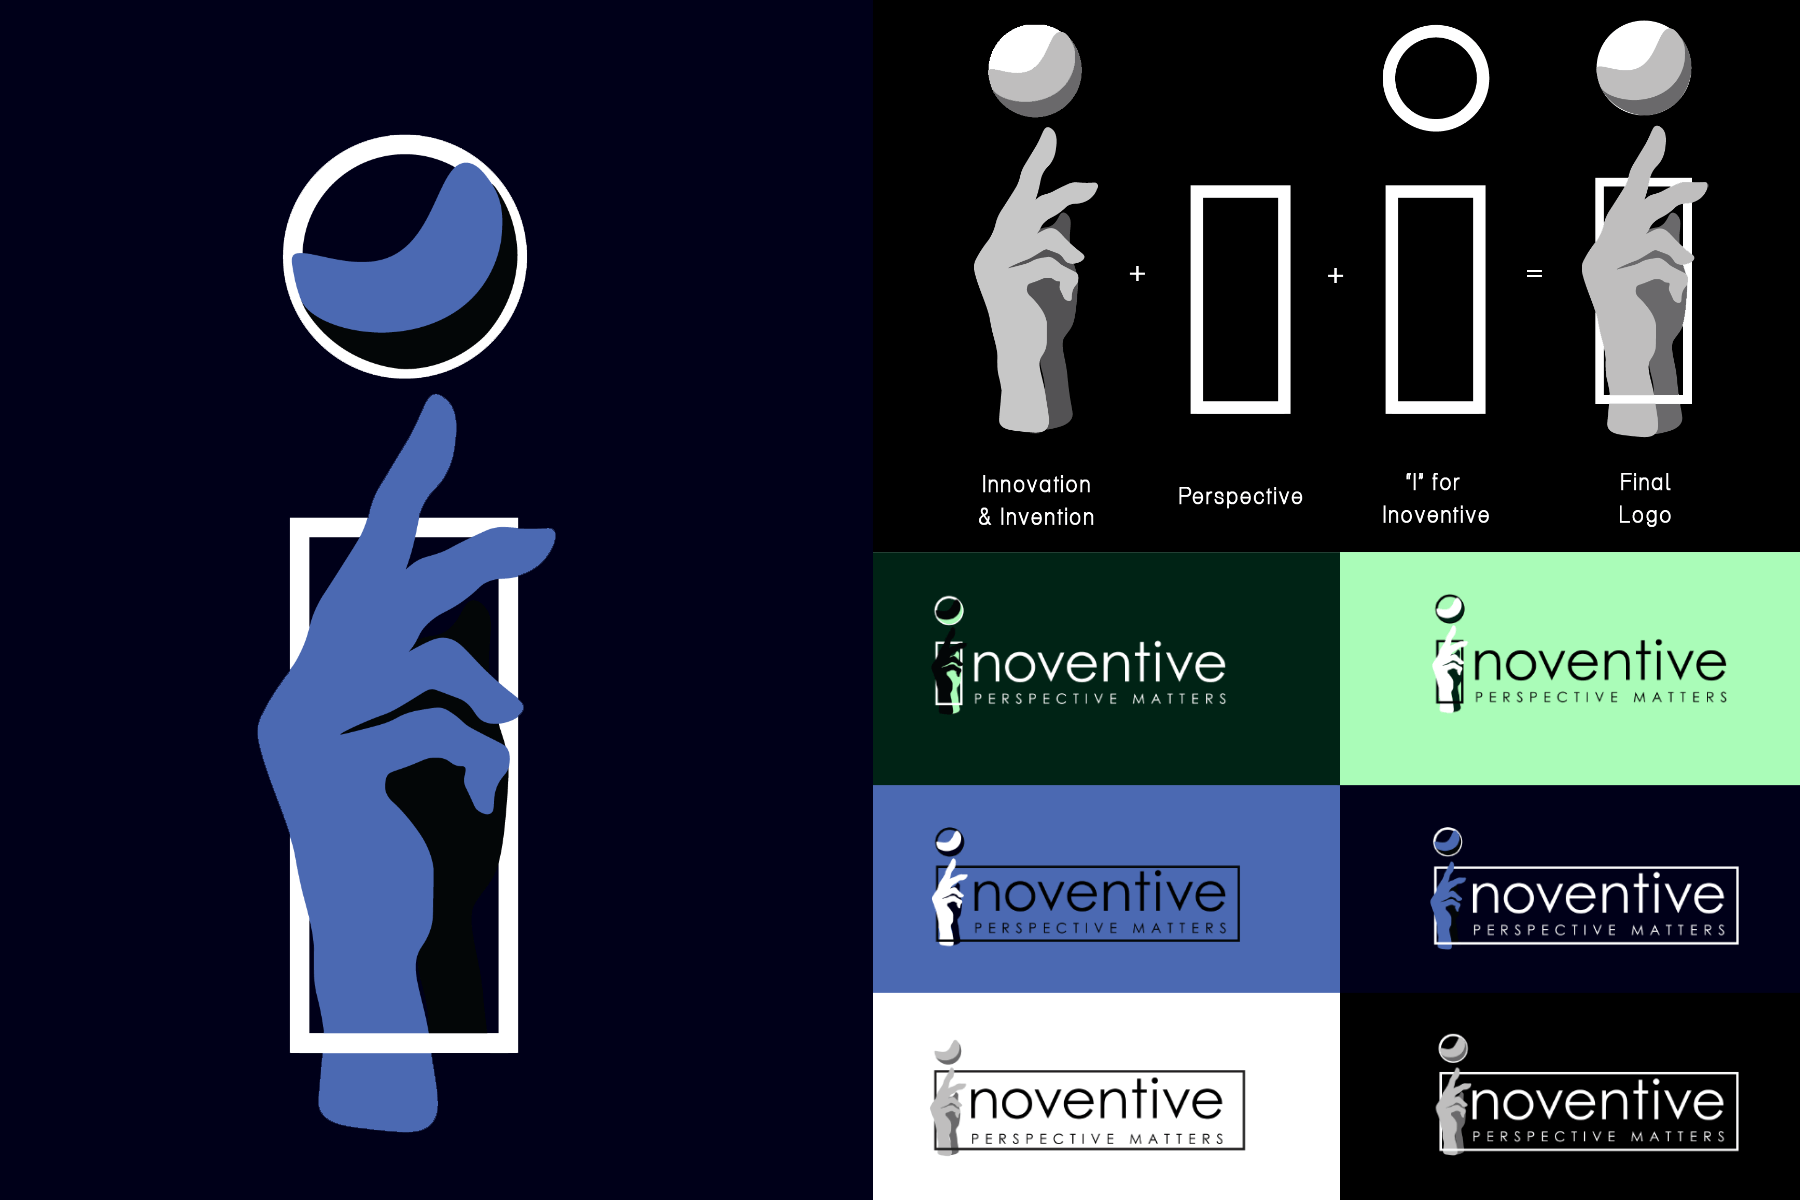 + + =
Innovation
& Invention
Perspective
"I" for
Inoventive
Final
Logo
noventive
PERSPECTIVE MATTERS
noventive
PERSPECTIVE MATTERS
noventive
PERSPECTIVE MATTERS
noventive
PERSPECTIVE MATTERS
noventive
PERSPECTIVE MATTERS
noventive
PERSPECTIVE MATTERS